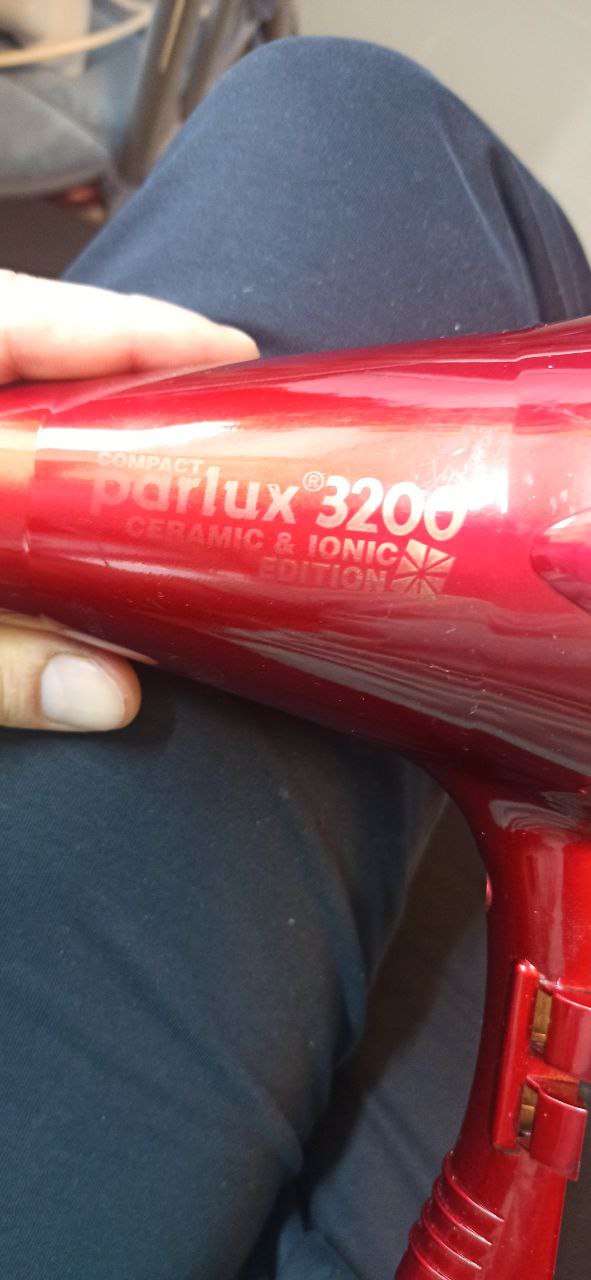 COMPACT
parlux® 3200
CERAMIC & IONIC
EDITION